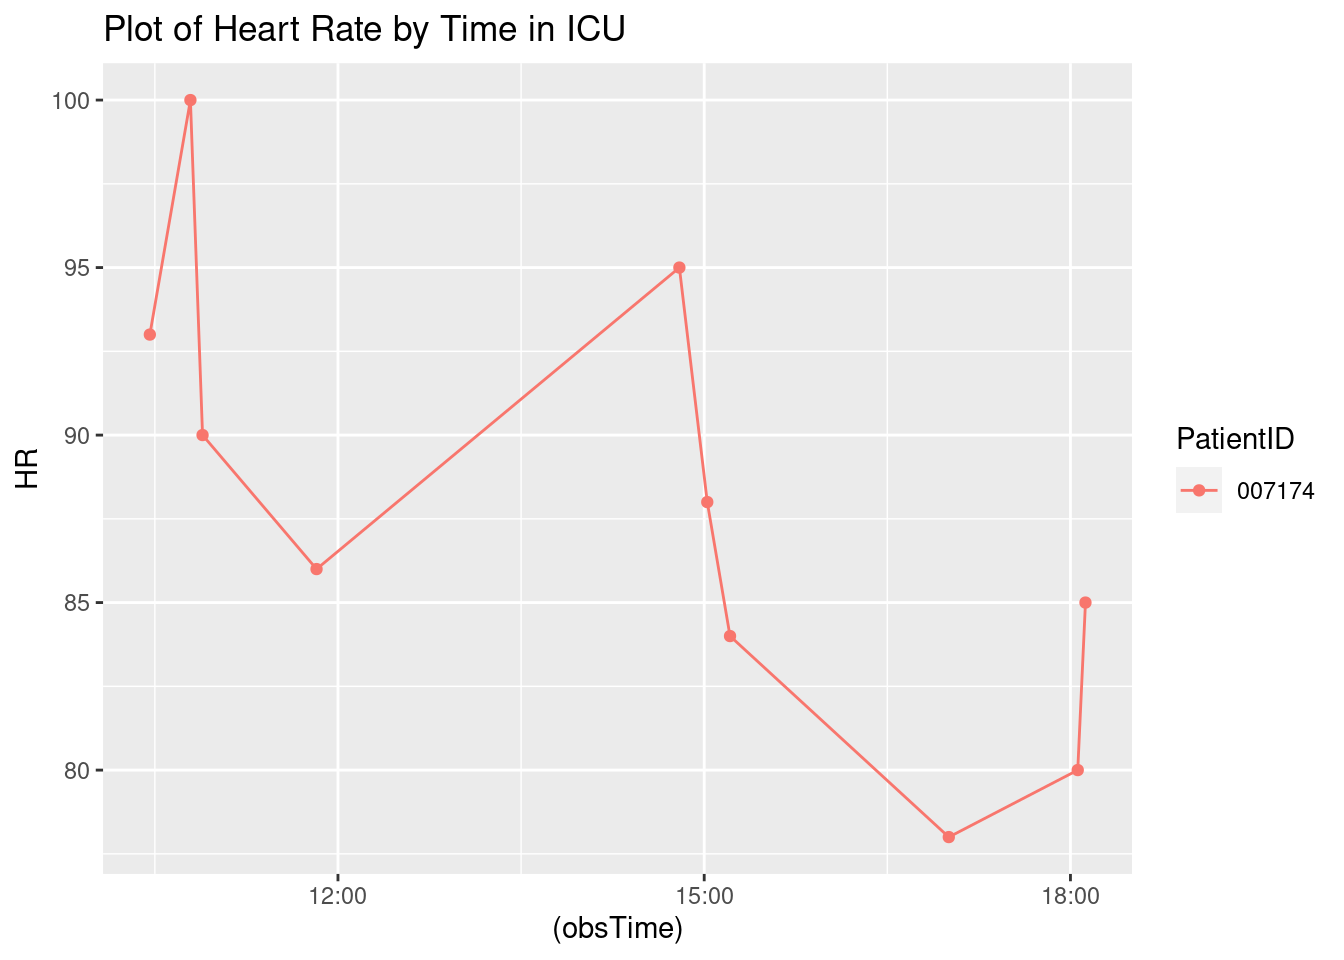 Plot of Heart Rate by Time in ICU
100
95
90
85
80
HR
12:00 15:00 18:00
(obsTime)
PatientID
007174